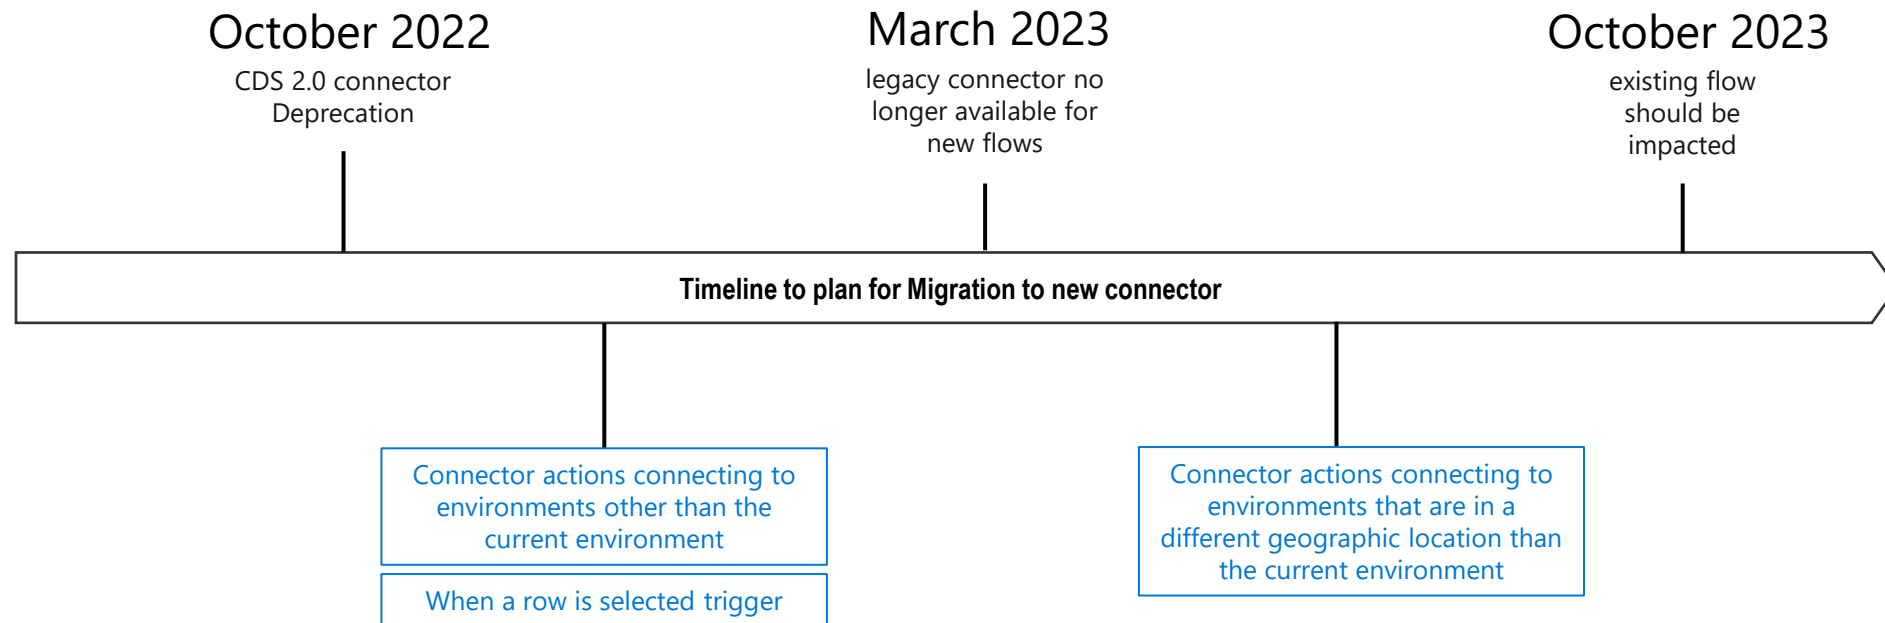 October 2022
CDS 2.0 connector
Deprecation
March 2023
legacy connector no
longer available for
new flows
October 2023
existing flow
should be
impacted
Timeline to plan for Migration to new connector
Connector actions connecting to
environments other than the
current environment
When a row is selected trigger
Connector actions connecting to
environments that are in a
different geographic location than
the current environment